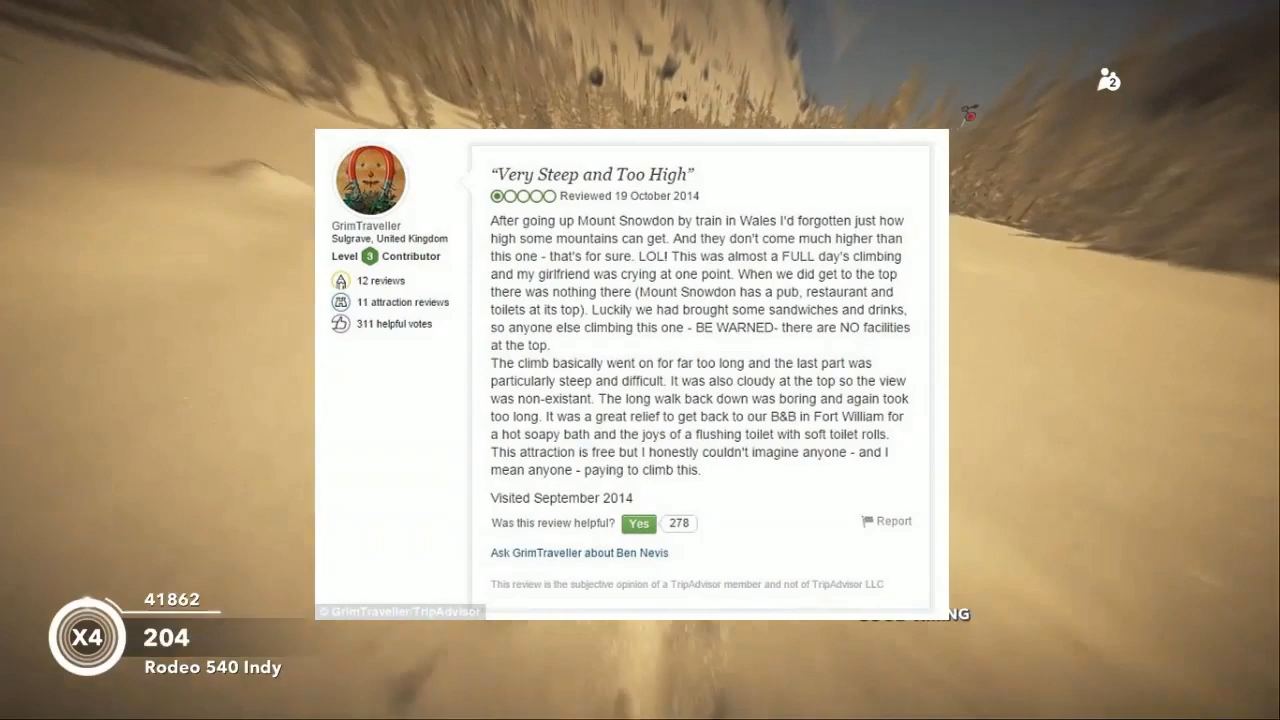 2
“Very Steep and Too High”
Reviewed 19 October 2014
GrimTraveller
Sulgrave, United Kingdom
Level 3 Contributor
12 reviews
11 attraction reviews
311 helpful votes
After going up Mount Snowdon by train in Wales I'd forgotten just how
high some mountains can get. And they don't come much higher than
this one - that's for sure. LOL! This was almost a FULL day's climbing
and my girlfriend was crying at one point. When we did get to the top
there was nothing there (Mount Snowdon has a pub, restaurant and
toilets at its top). Luckily we had brought some sandwiches and drinks,
so anyone else climbing this one - BE WARNED- there are NO facilities
at the top.
The climb basically went on for far too long and the last part was
particularly steep and difficult. It was also cloudy at the top so the view
was non-existant. The long walk back down was boring and again took
too long. It was a great relief to get back to our B&B in Fort William for
a hot soapy bath and the joys of a flushing toilet with soft toilet rolls.
This attraction is free but I honestly couldn't imagine anyone - and I
mean anyone - paying to climb this.
Visited September 2014
Was this review helpful? Yes 278
Report
Ask GrimTraveller about Ben Nevis
This review is the subjective opinion of a TripAdvisor member and not of TripAdvisor LLC
© GrimTraveller/TripAdvisor
41862
X4 204
Rodeo 540 Indy